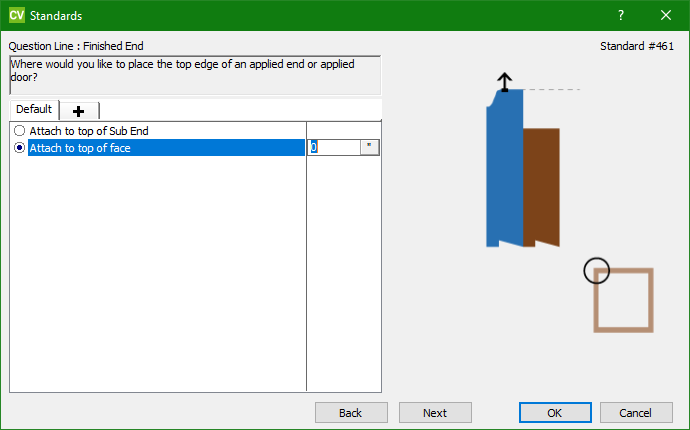 CV Standards ?
Question Line : Finished End Standard #461
Where would you like to place the top edge of an applied end or applied
door?
Default
Attach to top of Sub End
Attach to top of face 0 "
Back Next OK Cancel